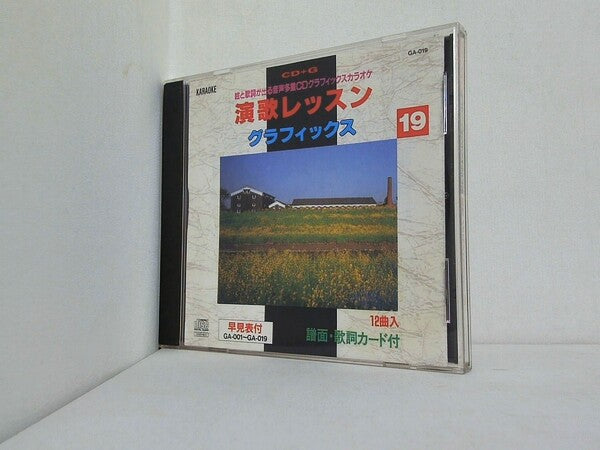 CD+G
GA-019
KARAOKE
絵と歌詞が出る音声多重CDグラフィックスカラオケ
演歌レッスン
19
グラフィックス
12曲入
早見表付
GA-001～GA-019
譜面・歌詞カード付